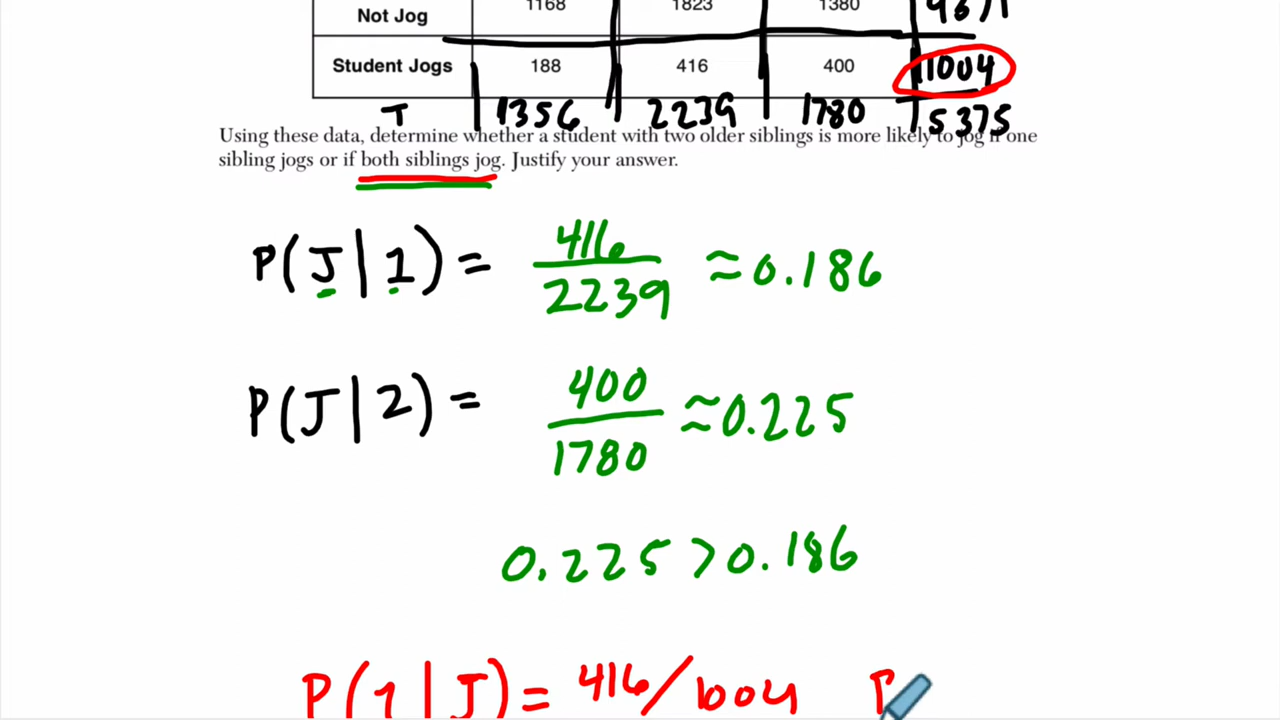 Not Jog 1168 1823 1380 4371
Student Jogs 188 416 400 1004
T 1356 2239 1780 5375
Using these data, determine whether a student with two older siblings is more likely to jog if one
sibling jogs or if both siblings jog. Justify your answer.
P(J|1) = 416/2239 ≈ 0.186
P(J|2) = 400/1780 ≈ 0.225
0.225 > 0.186
P(1|J) = 416/1004